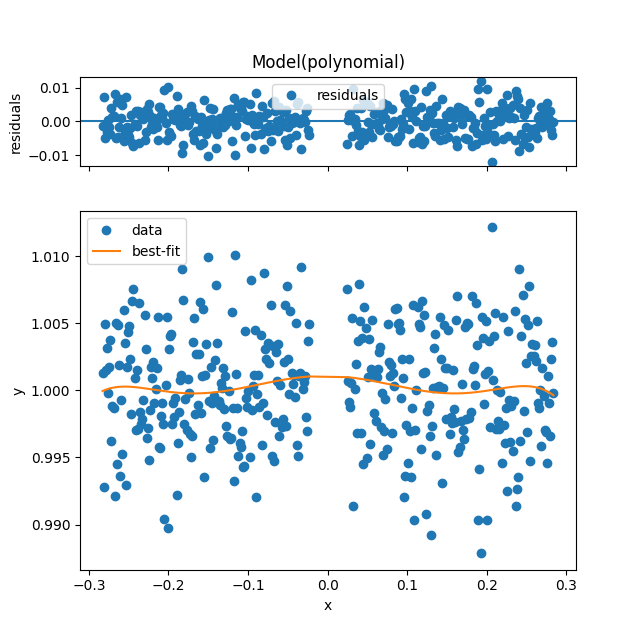 Model(polynomial)
residuals
0.01
0.00
−0.01
residuals
data
best-fit
y
1.010
1.005
1.000
0.995
0.990
−0.3 −0.2 −0.1 0.0 0.1 0.2 0.3
x